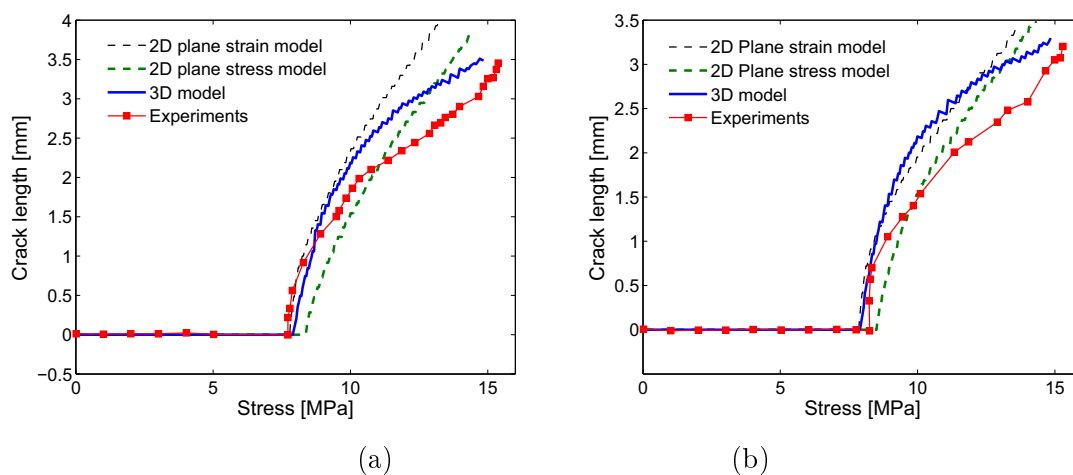 4
3.5
3
2.5
2
1.5
1
0.5
0
−0.5
Crack length [mm]
2D plane strain model
2D plane stress model
3D model
Experiments
0 5 10 15
Stress [MPa]
(a)
3.5
3
2.5
2
1.5
1
0.5
0
Crack length [mm]
2D Plane strain model
2D Plane stress model
3D model
Experiments
0 5 10 15
Stress [MPa]
(b)